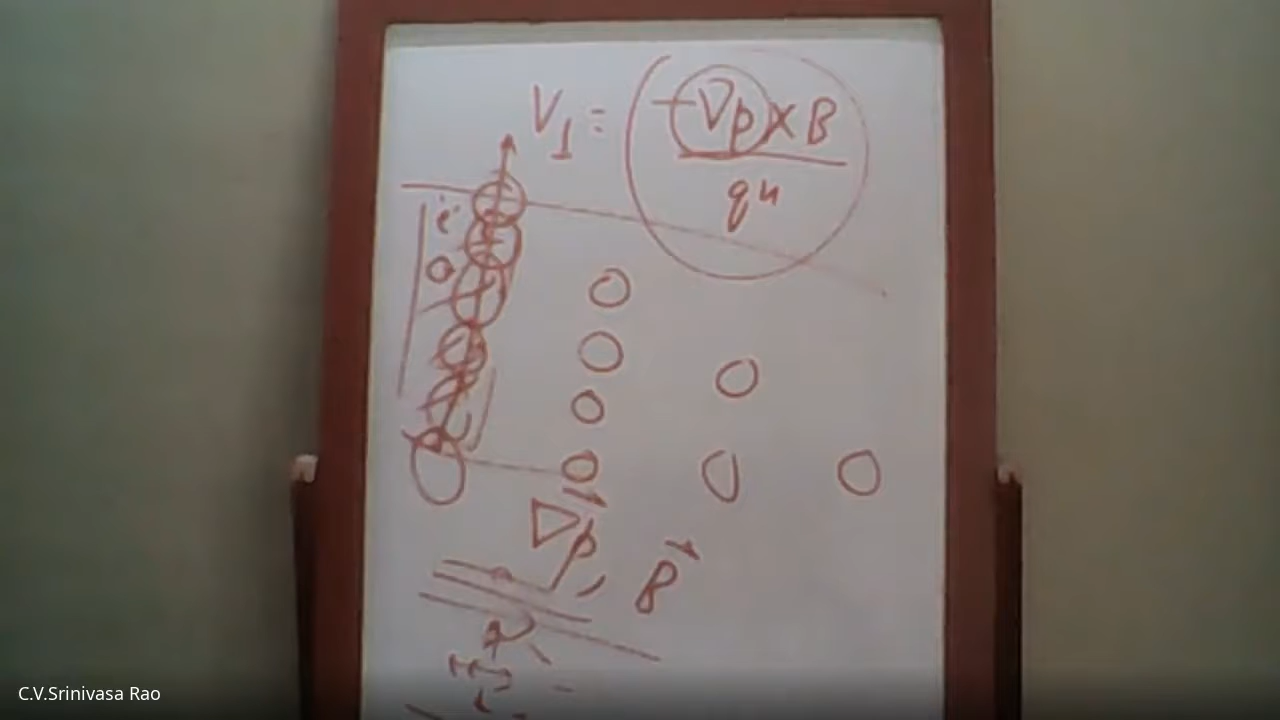 V⊥ = (-∇p × B
qn
∇p
B
C.V.Srinivasa Rao